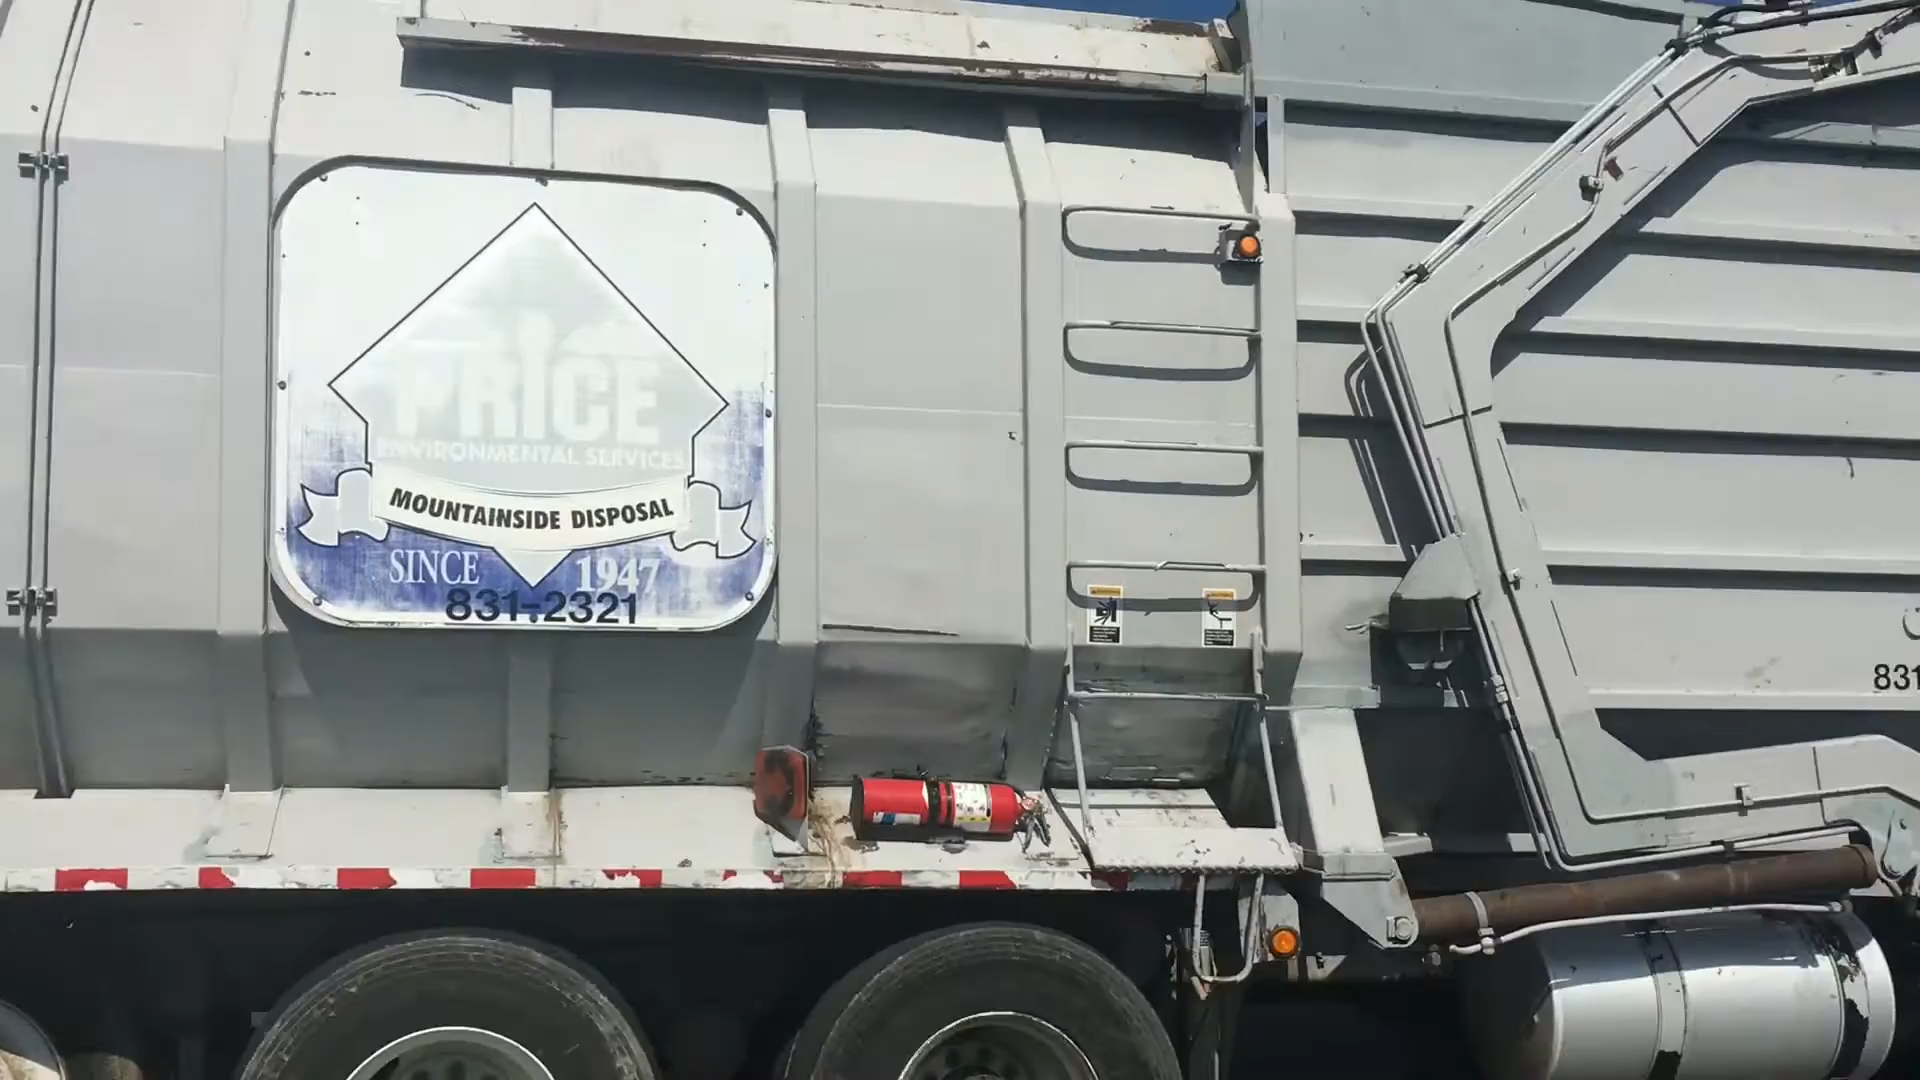 PRICE
ENVIRONMENTAL SERVICES
MOUNTAINSIDE DISPOSAL
SINCE 1947
831-2321
831